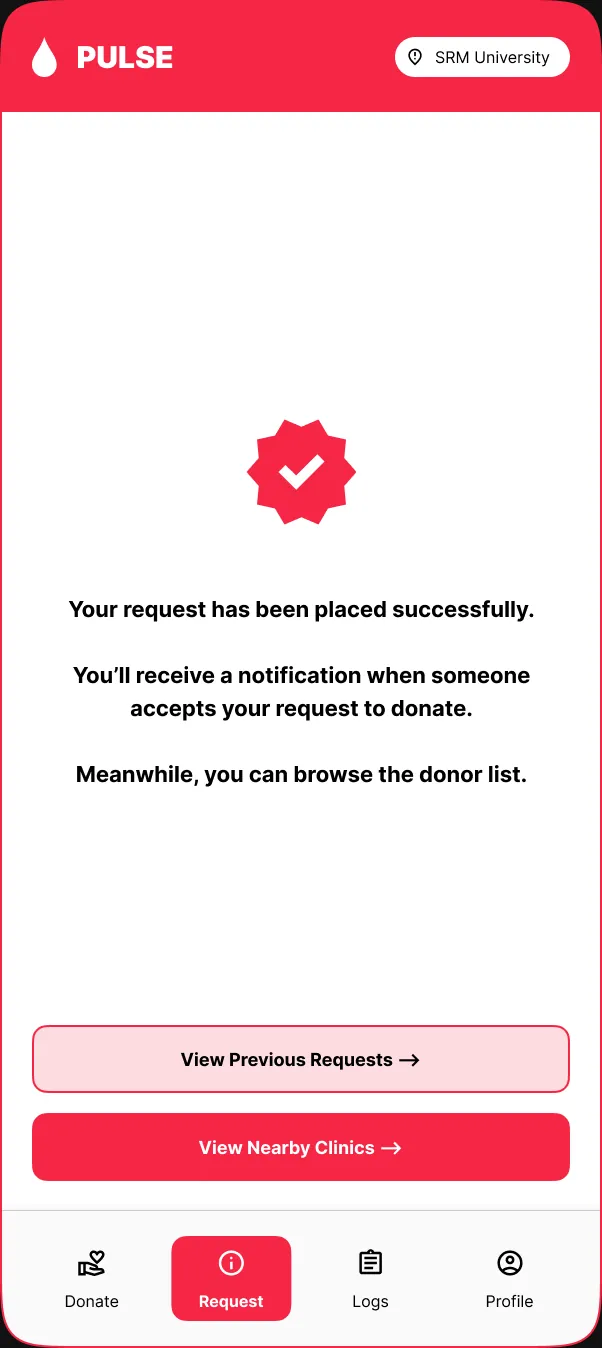 PULSE
SRM University
Your request has been placed successfully.
You’ll receive a notification when someone
accepts your request to donate.
Meanwhile, you can browse the donor list.
View Previous Requests →
View Nearby Clinics →
Donate
Request
Logs
Profile